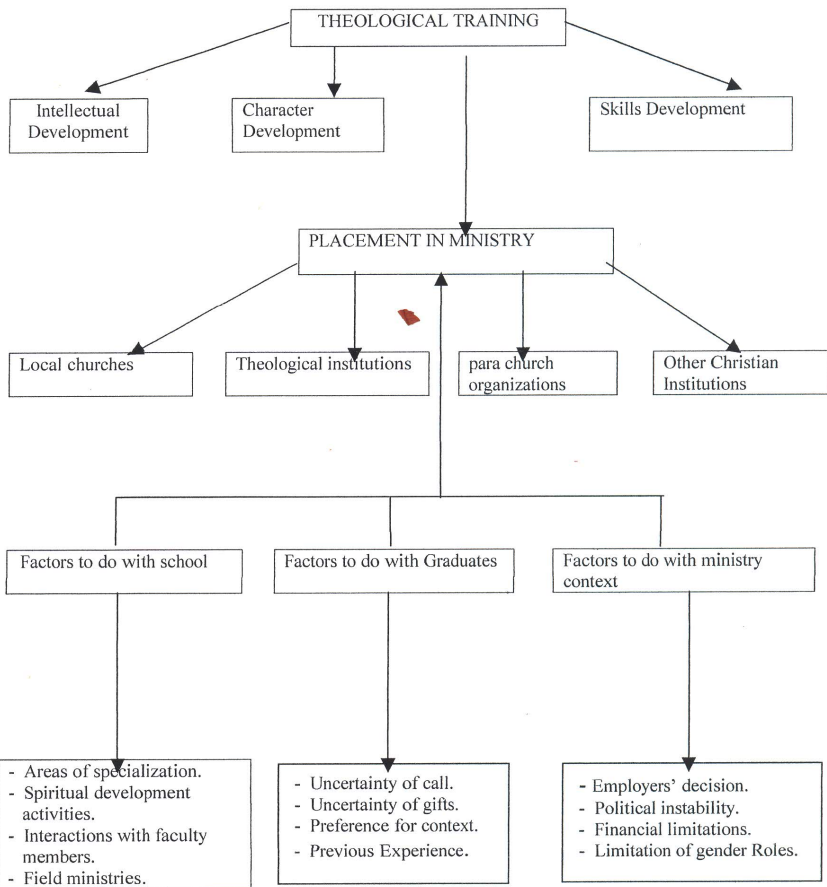 THEOLOGICAL TRAINING
Intellectual
Development
Character
Development
Skills Development
PLACEMENT IN MINISTRY
Local churches
Theological institutions
para church
organizations
Other Christian
Institutions
Factors to do with school
Factors to do with Graduates
Factors to do with ministry
context
- Areas of specialization.
- Spiritual development
activities.
- Interactions with faculty
members.
- Field ministries.
- Uncertainty of call.
- Uncertainty of gifts.
- Preference for context.
- Previous Experience.
- Employers' decision.
- Political instability.
- Financial limitations.
- Limitation of gender Roles.